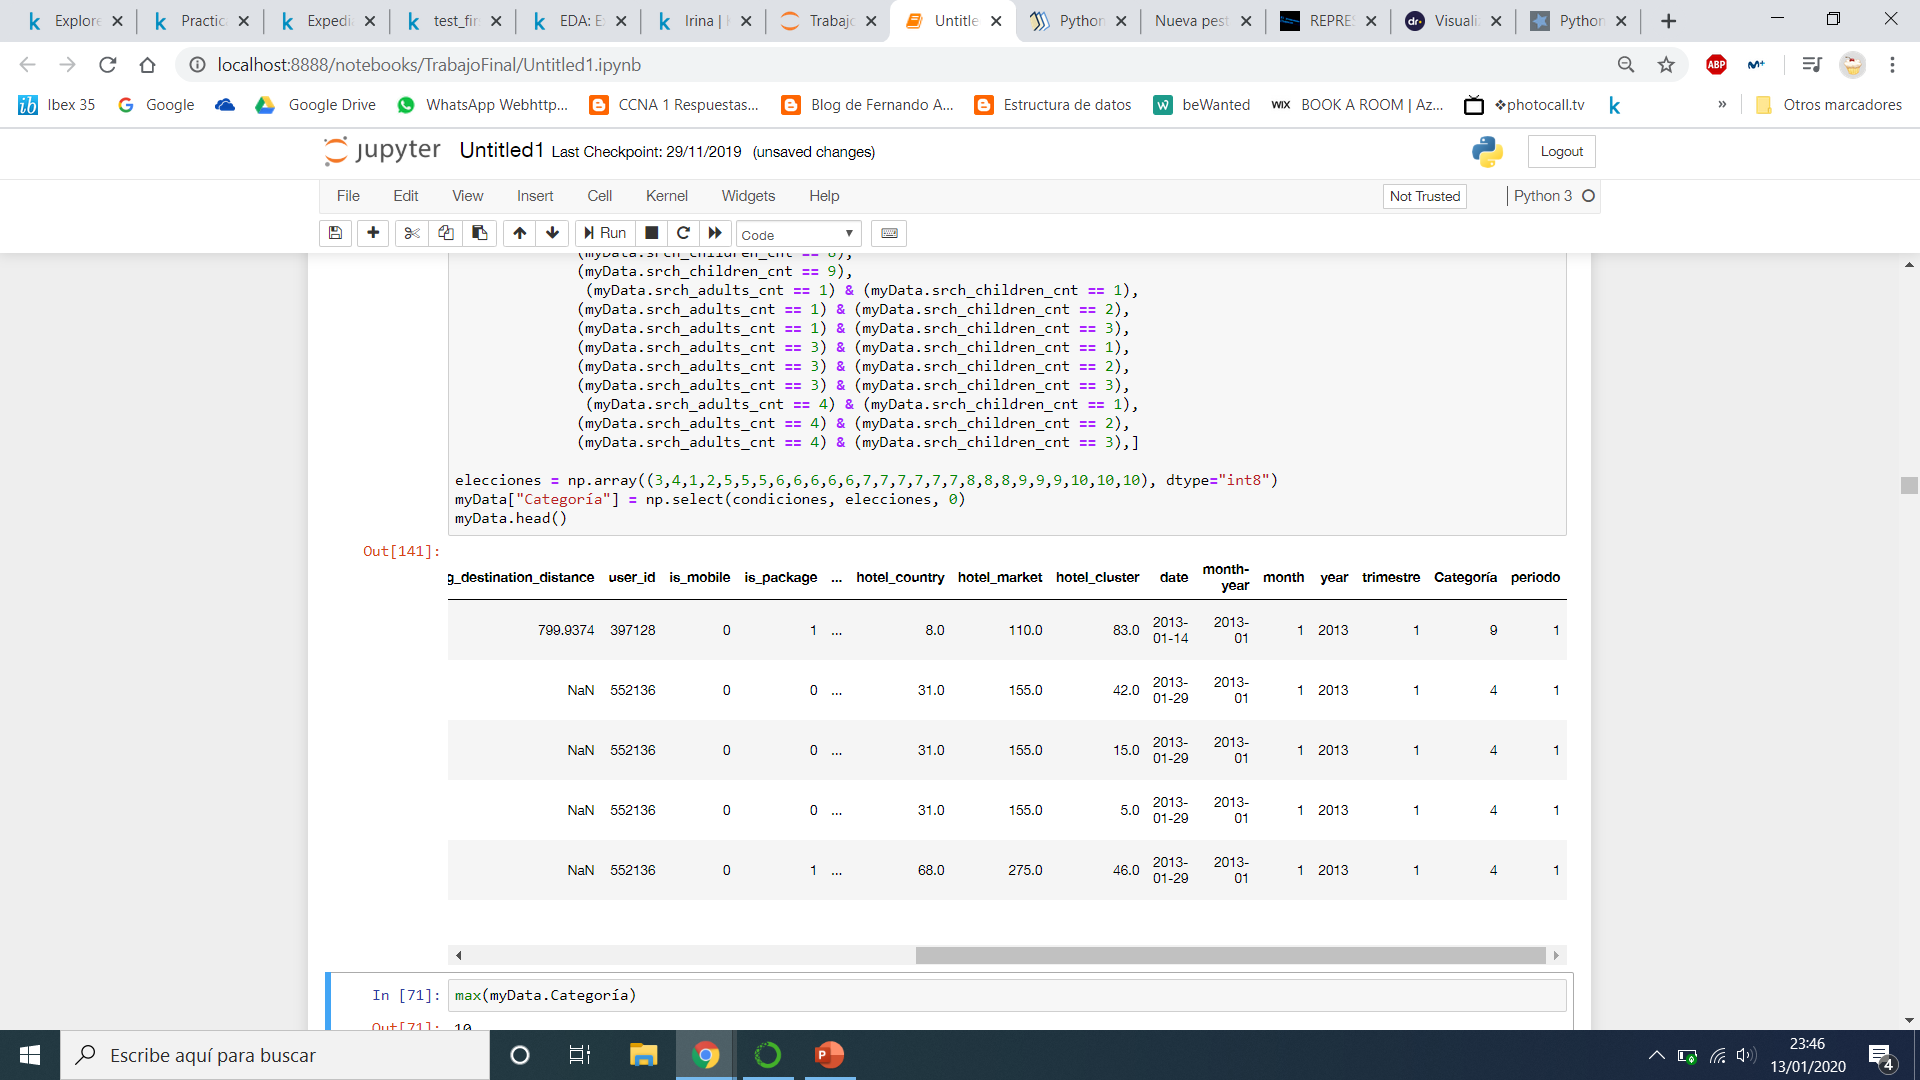 Explore
Practica
Expedi
test_fin
EDA: E
Irina |
Trabajo
Untitle
Python
Nueva pest
REPRES
Visuali
Python
localhost:8888/notebooks/TrabajoFinal/Untitled1.ipynb
Ibex 35 Google Google Drive WhatsApp Webhttp... CCNA 1 Respuestas... Blog de Fernando A... Estructura de datos beWanted BOOK A ROOM | Az... ❖photocall.tv » Otros marcadores
jupyter Untitled1 Last Checkpoint: 29/11/2019 (unsaved changes) Logout
File Edit View Insert Cell Kernel Widgets Help Not Trusted Python 3
Run Code
(myData.srch_children_cnt == 8),
(myData.srch_children_cnt == 9),
(myData.srch_adults_cnt == 1) & (myData.srch_children_cnt == 1),
(myData.srch_adults_cnt == 1) & (myData.srch_children_cnt == 2),
(myData.srch_adults_cnt == 1) & (myData.srch_children_cnt == 3),
(myData.srch_adults_cnt == 3) & (myData.srch_children_cnt == 1),
(myData.srch_adults_cnt == 3) & (myData.srch_children_cnt == 2),
(myData.srch_adults_cnt == 3) & (myData.srch_children_cnt == 3),
(myData.srch_adults_cnt == 4) & (myData.srch_children_cnt == 1),
(myData.srch_adults_cnt == 4) & (myData.srch_children_cnt == 2),
(myData.srch_adults_cnt == 4) & (myData.srch_children_cnt == 3),]
elecciones = np.array((3,4,1,2,5,5,5,6,6,6,6,6,7,7,7,7,7,7,8,8,8,9,9,9,10,10,10), dtype="int8")
myData["Categoría"] = np.select(condiciones, elecciones, 0)
myData.head()
Out[141]:
g_destination_distance user_id is_mobile is_package ... hotel_country hotel_market hotel_cluster date month-year month year trimestre Categoría periodo
799.9374 397128 0 1 ... 8.0 110.0 83.0 2013-01-14 2013-01 1 2013 1 9 1
NaN 552136 0 0 ... 31.0 155.0 42.0 2013-01-29 2013-01 1 2013 1 4 1
NaN 552136 0 0 ... 31.0 155.0 15.0 2013-01-29 2013-01 1 2013 1 4 1
NaN 552136 0 0 ... 31.0 155.0 5.0 2013-01-29 2013-01 1 2013 1 4 1
NaN 552136 0 1 ... 68.0 275.0 46.0 2013-01-29 2013-01 1 2013 1 4 1
In [71]: max(myData.Categoría)
Out[71]: 10
Escribe aquí para buscar
23:46
13/01/2020
4